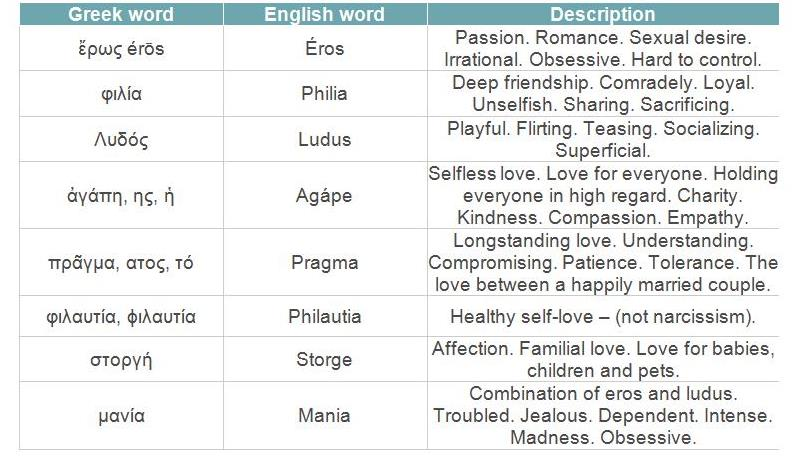 Greek word English word Description
ἔρως érōs Éros Passion. Romance. Sexual desire.
Irrational. Obsessive. Hard to control.
φιλία Philia Deep friendship. Comradely. Loyal.
Unselfish. Sharing. Sacrificing.
Λυδός Ludus Playful. Flirting. Teasing. Socializing.
Superficial.
ἀγάπη, ης, ἡ Agápe Selfless love. Love for everyone. Holding
everyone in high regard. Charity.
Kindness. Compassion. Empathy.
πρᾶγμα, ατος, τό Pragma Longstanding love. Understanding.
Compromising. Patience. Tolerance. The
love between a happily married couple.
φιλαυτία, ϕιλαυτία Philautia Healthy self-love – (not narcissism).
στοργή Storge Affection. Familial love. Love for babies,
children and pets.
μανία Mania Combination of eros and ludus.
Troubled. Jealous. Dependent. Intense.
Madness. Obsessive.